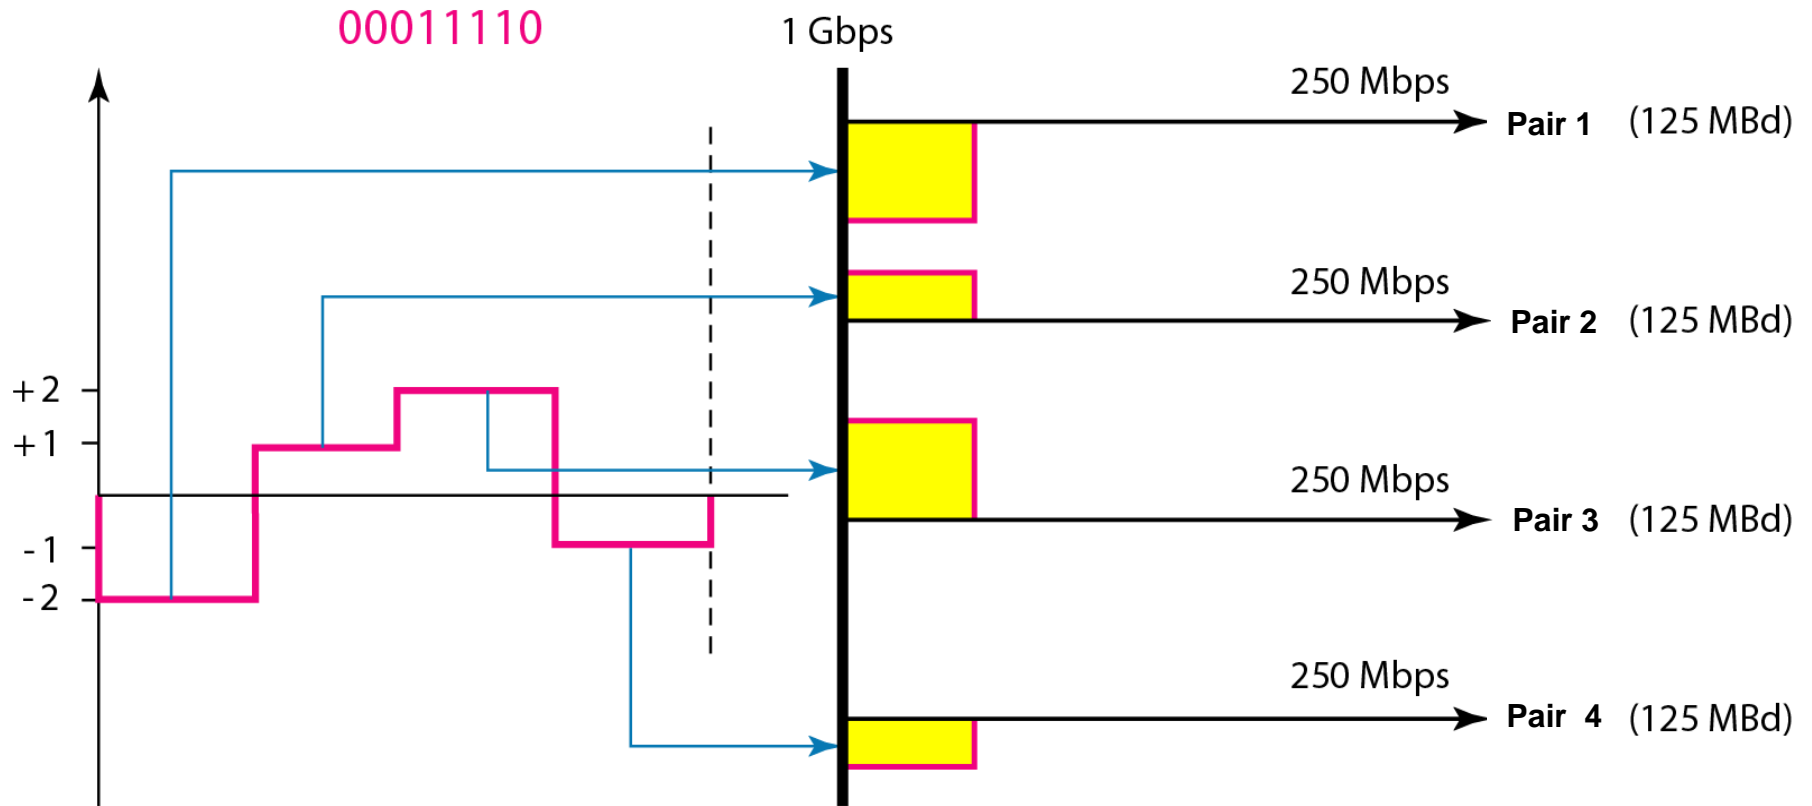 00011110
1 Gbps
250 Mbps
Pair 1 (125 MBd)
250 Mbps
Pair 2 (125 MBd)
+2
+1
250 Mbps
Pair 3 (125 MBd)
-1
-2
250 Mbps
Pair 4 (125 MBd)